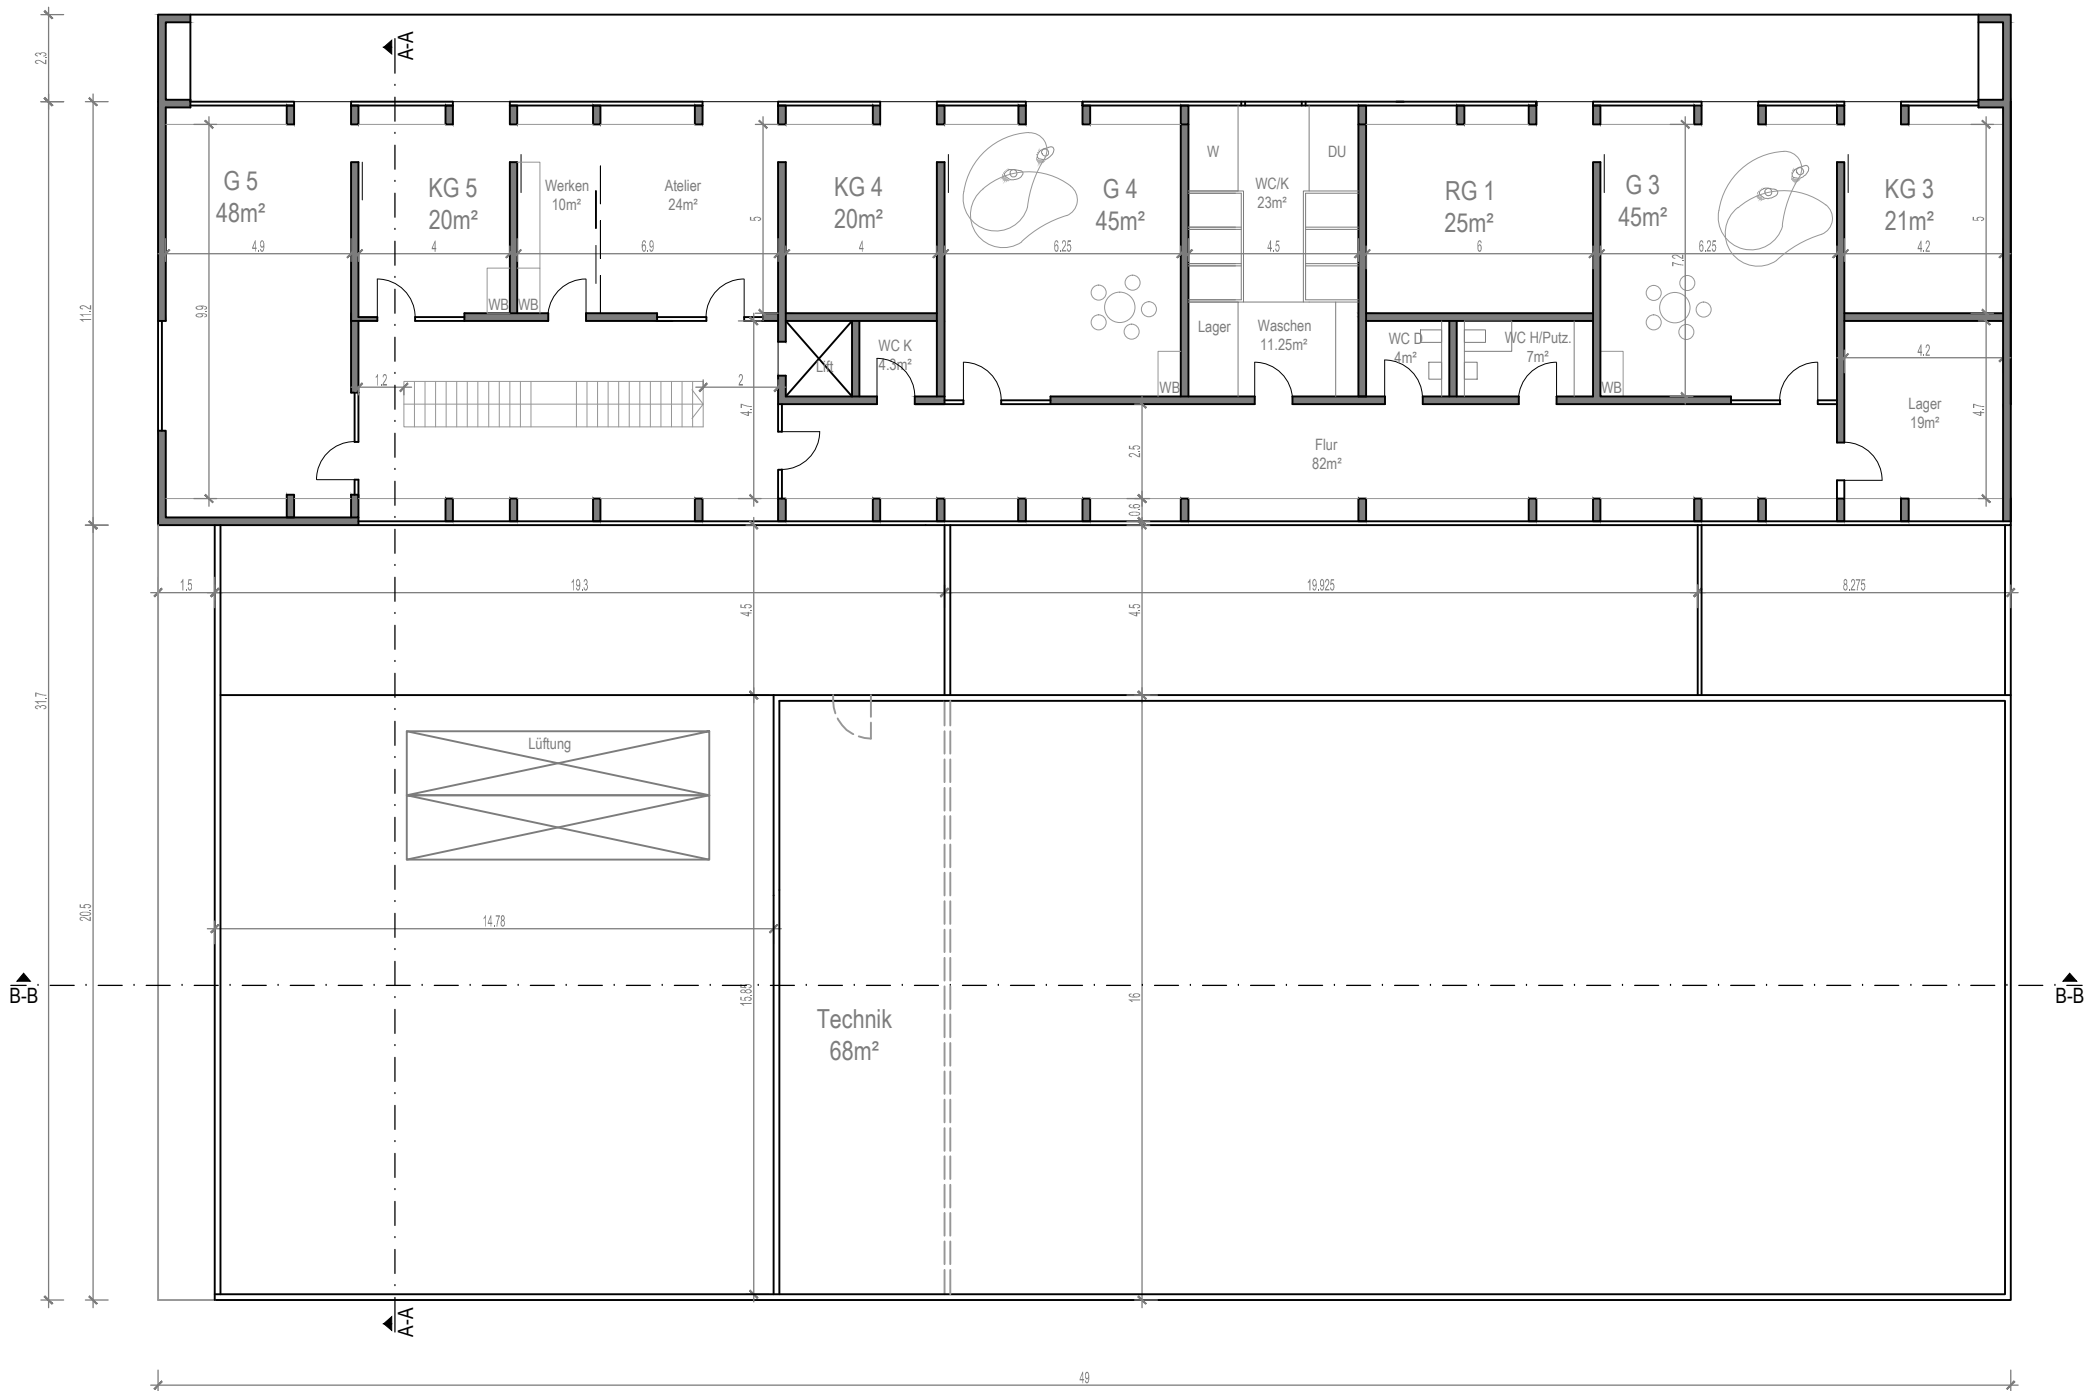 2.3
A-A
G 5
48m²
KG 5
20m²
Werken
10m²
Atelier
24m²
KG 4
20m²
G 4
45m²
W
WC/K
23m²
DU
RG 1
25m²
G 3
45m²
KG 3
21m²
4.9
4
6.9
4
6.25
4.5
6
6.25
4.2
5
5
7.2
11.2
9.9
WB
WB
Lift
WC K
4.3m²
Lager
Waschen
11.25m²
WC D
4m²
WC H/Putz.
7m²
4.2
1.2
2
WB
WB
4.7
Lager
19m²
4.7
Flur
82m²
2.5
0.6
1.5
19.3
19.925
8.275
4.5
4.5
31.7
Lüftung
20.5
14.78
B-B
15.85
16
B-B
Technik
68m²
A-A
49